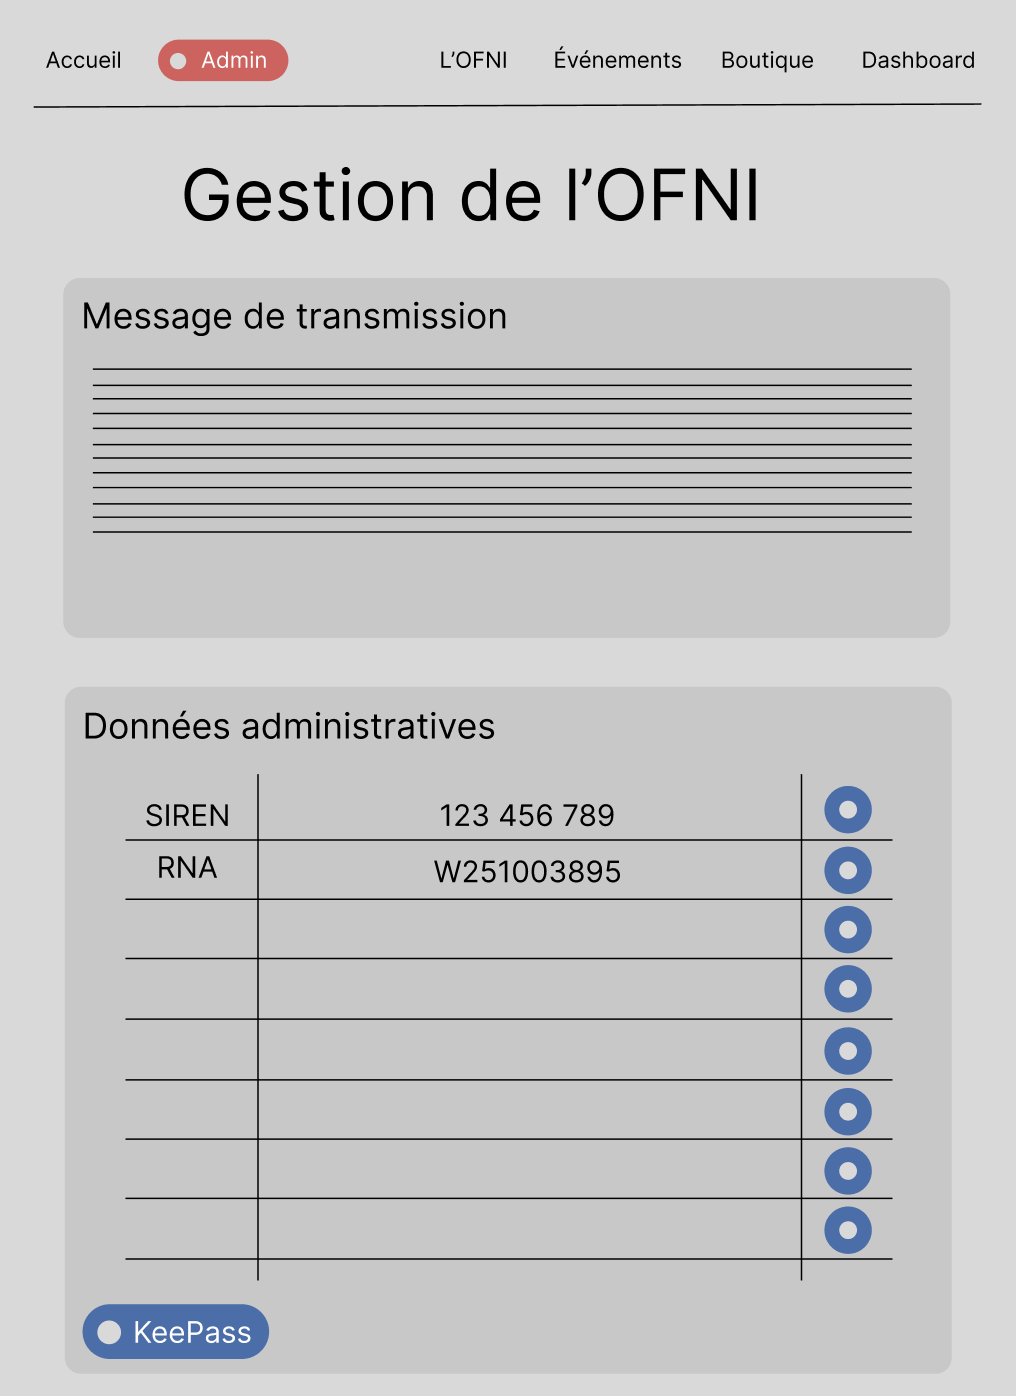 Accueil Admin L’OFNI Événements Boutique Dashboard
Gestion de l’OFNI
Message de transmission
Données administratives
SIREN 123 456 789
RNA W251003895
KeePass